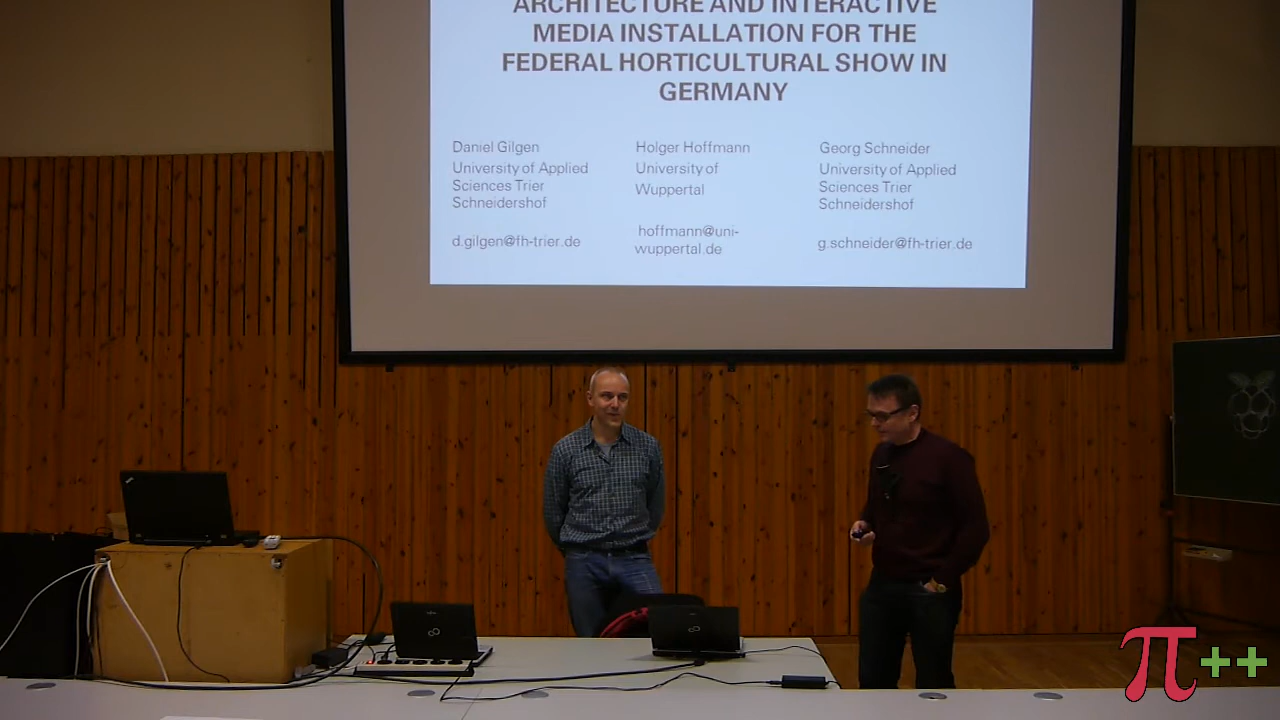 ARCHITECTURE AND INTERACTIVE
MEDIA INSTALLATION FOR THE
FEDERAL HORTICULTURAL SHOW IN
GERMANY
Daniel Gilgen
University of Applied
Sciences Trier
Schneidershof
d.gilgen@fh-trier.de
Holger Hoffmann
University of
Wuppertal
hoffmann@uni-
wuppertal.de
Georg Schneider
University of Applied
Sciences Trier
Schneidershof
g.schneider@fh-trier.de
π++